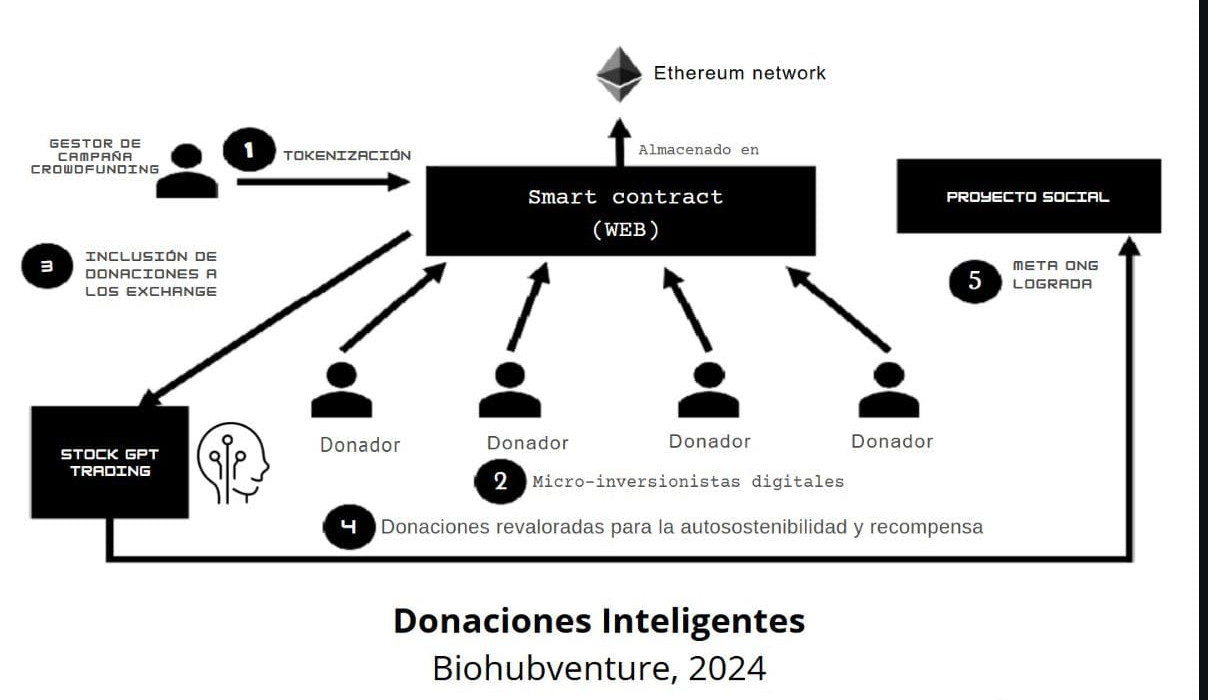 Ethereum network
GESTOR DE
CAMPAÑA
CROWDFUNDING
1
TOKENIZACIÓN
Almacenado en
Smart contract
(WEB)
PROYECTO SOCIAL
3
INCLUSIÓN DE
DONACIONES A
LOS EXCHANGE
5
META ONG
LOGRADA
STOCK GPT
TRADING
Donador
Donador
Donador
Donador
2
Micro-inversionistas digitales
4
Donaciones revaloradas para la autosostenibilidad y recompensa
Donaciones Inteligentes
Biohubventure, 2024